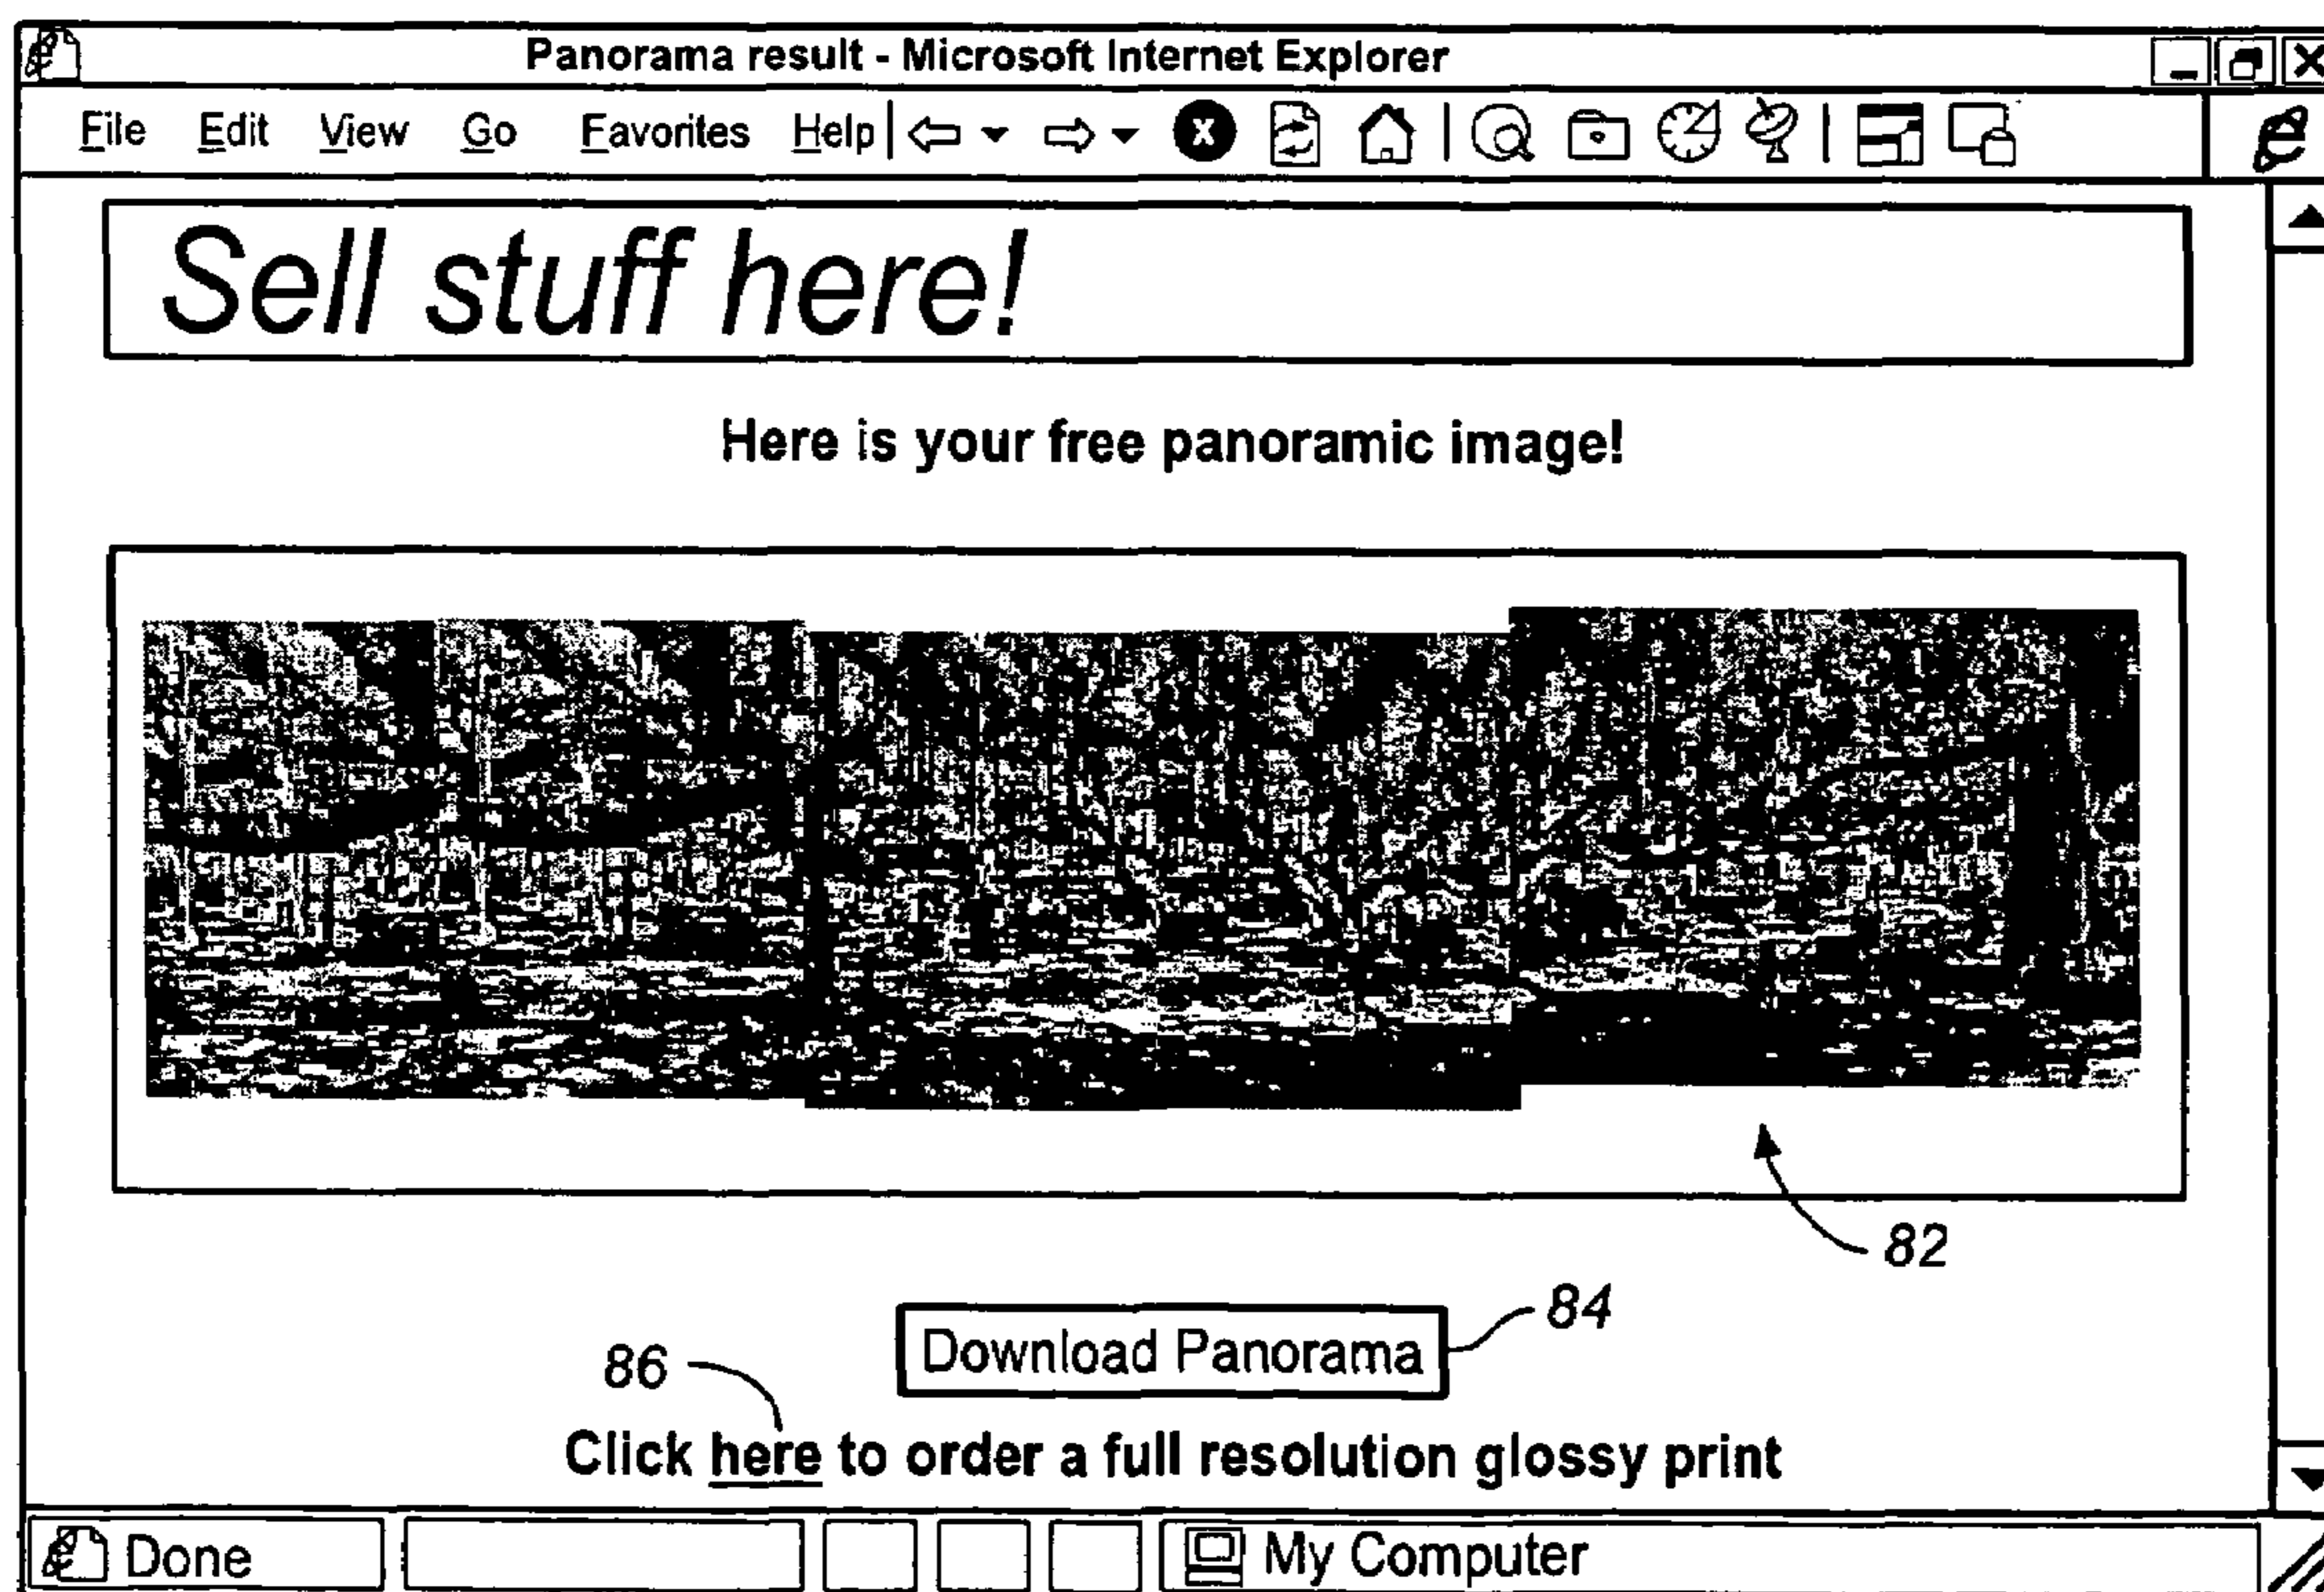 Panorama result - Microsoft Internet Explorer
File Edit View Go Favorites Help
Sell stuff here!
Here is your free panoramic image!
82
84
Download Panorama
86
Click here to order a full resolution glossy print
Done
My Computer